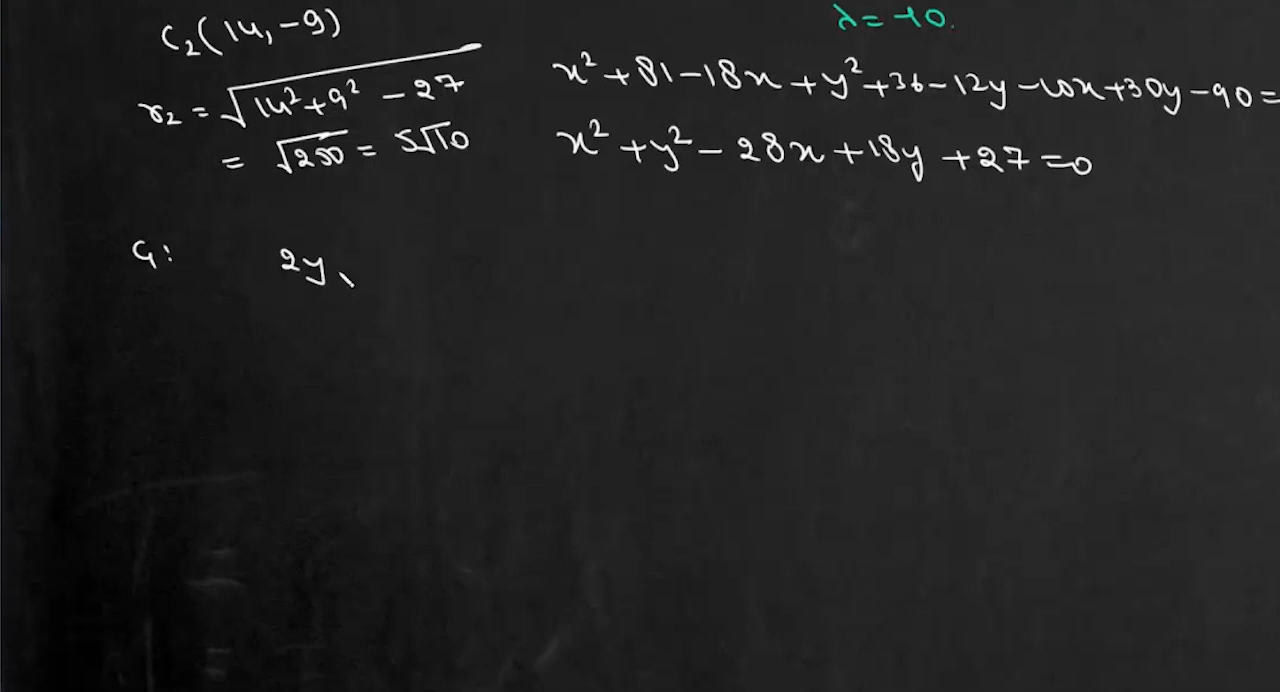 C₂(14,-9)
λ = -10.
r₂ = √(14²+9² - 27)
= √250 = 5√10
x² + 81 - 18x + y² + 36 - 12y - 10x + 30y - 90 =
x² + y² - 28x + 18y + 27 = 0
C₁: 2y